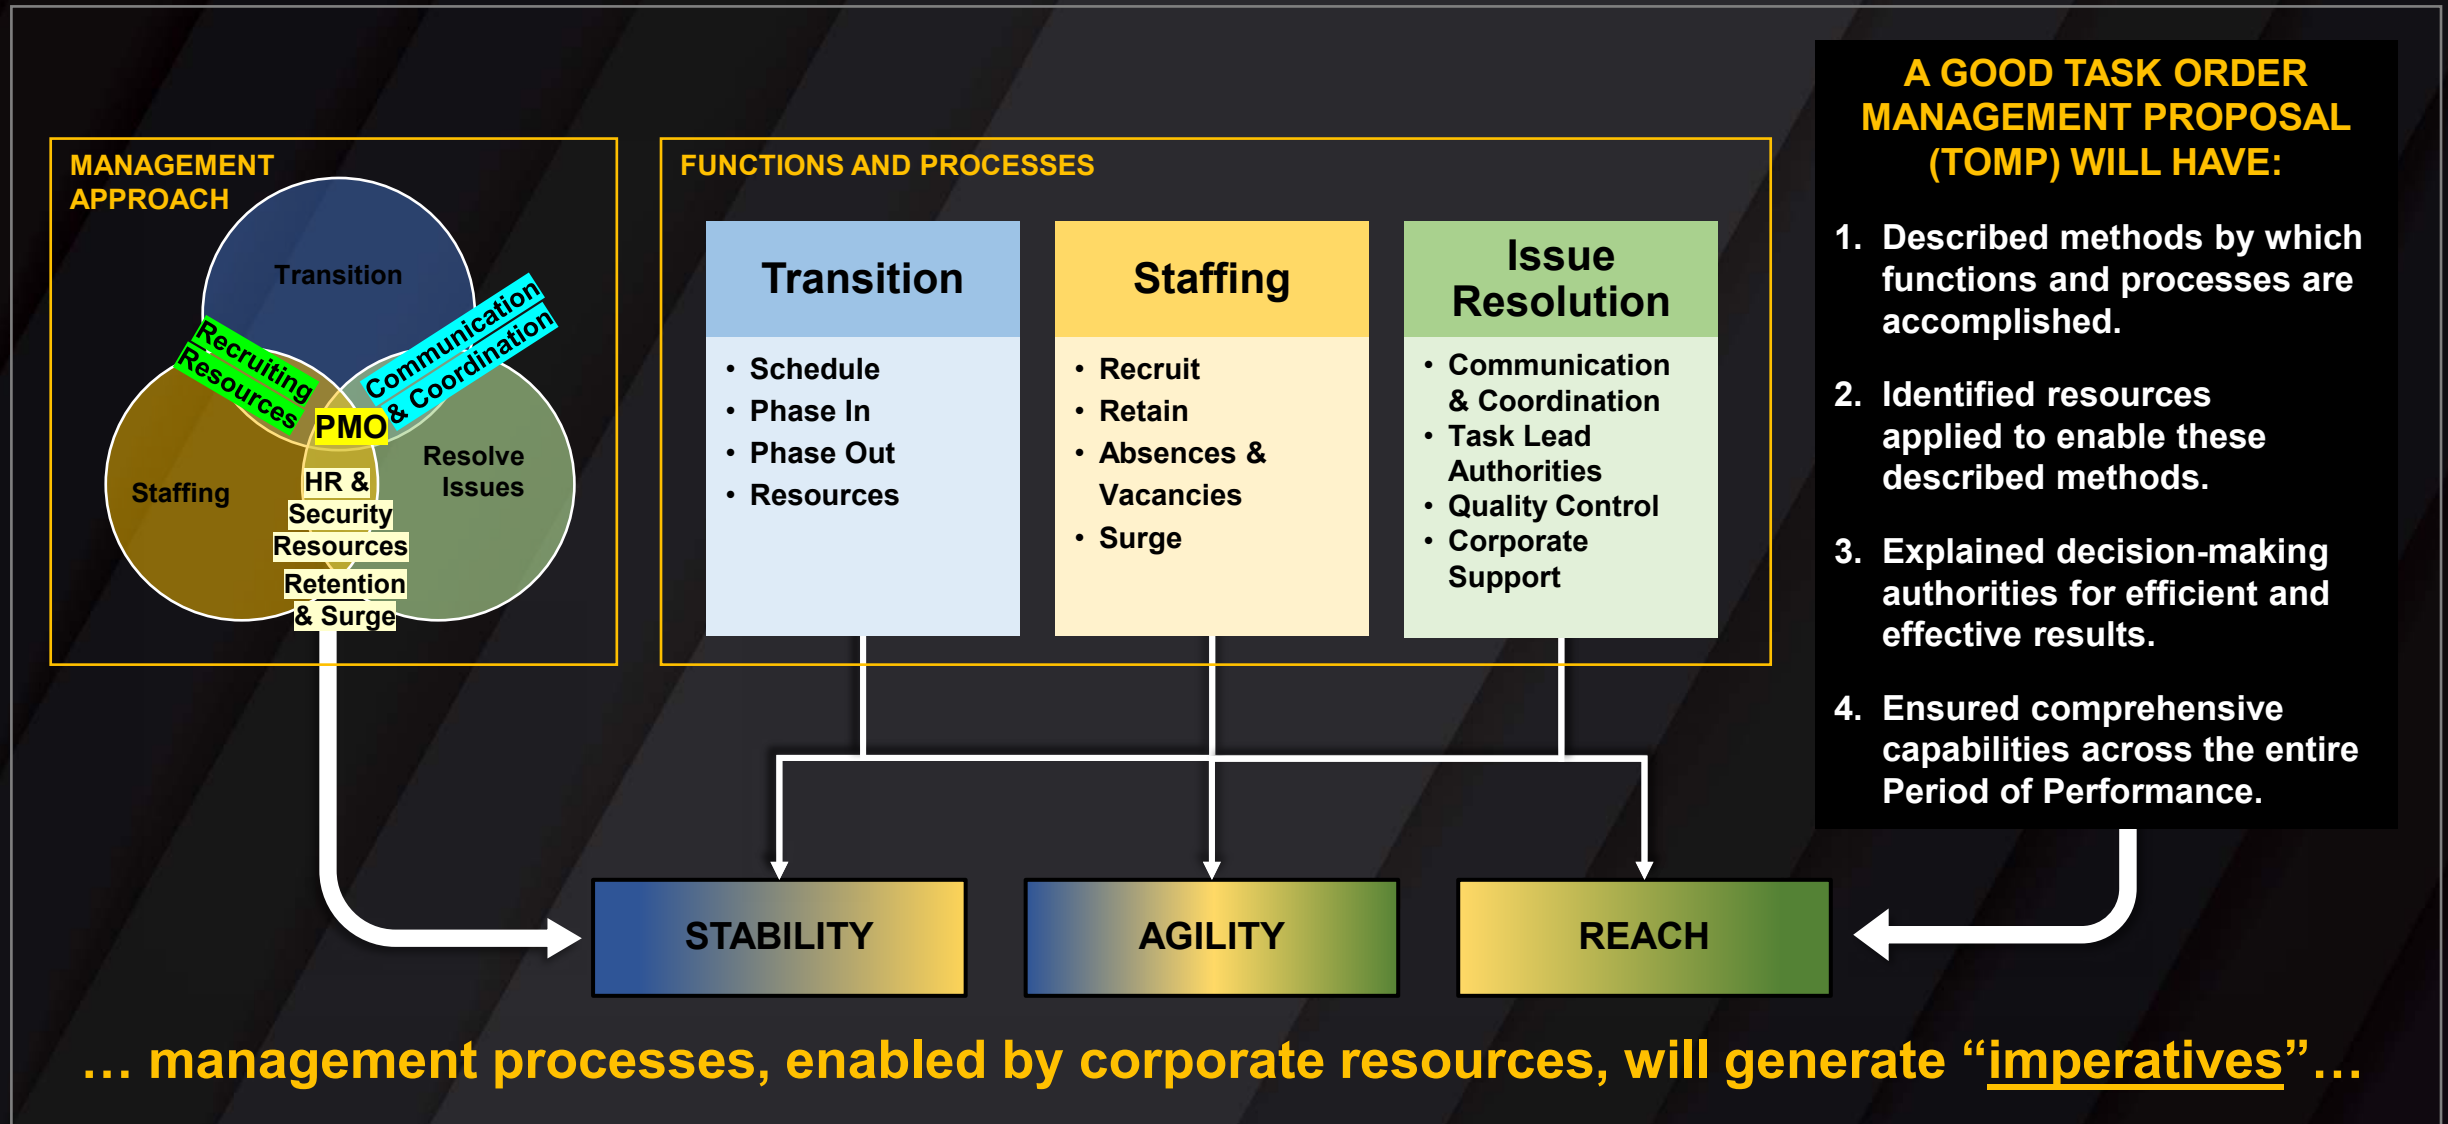 MANAGEMENT
APPROACH
Transition
Recruiting
Resources
Communication
& Coordination
PMO
Staffing
Resolve
Issues
HR &
Security
Resources
Retention
& Surge
FUNCTIONS AND PROCESSES
Transition
• Schedule
• Phase In
• Phase Out
• Resources
Staffing
• Recruit
• Retain
• Absences &
Vacancies
• Surge
Issue
Resolution
• Communication
& Coordination
• Task Lead
Authorities
• Quality Control
• Corporate
Support
A GOOD TASK ORDER
MANAGEMENT PROPOSAL
(TOMP) WILL HAVE:
1. Described methods by which
functions and processes are
accomplished.
2. Identified resources
applied to enable these
described methods.
3. Explained decision-making
authorities for efficient and
effective results.
4. Ensured comprehensive
capabilities across the entire
Period of Performance.
STABILITY
AGILITY
REACH
… management processes, enabled by corporate resources, will generate “imperatives”…